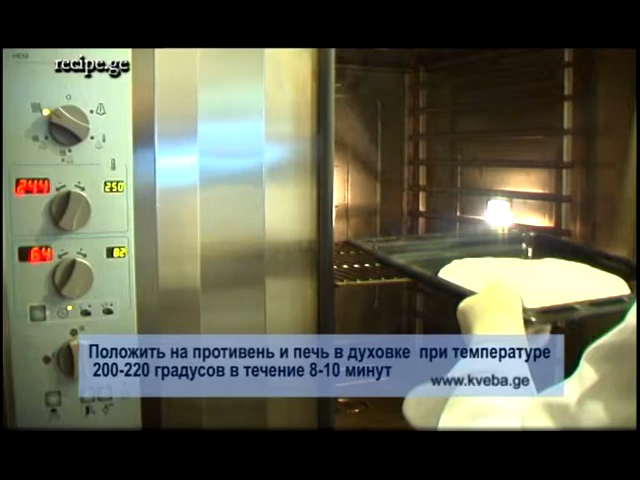 recipe.ge
244
250
64
82
Положить на противень и печь в духовке при температуре
200-220 градусов в течение 8-10 минут
www.kveba.ge